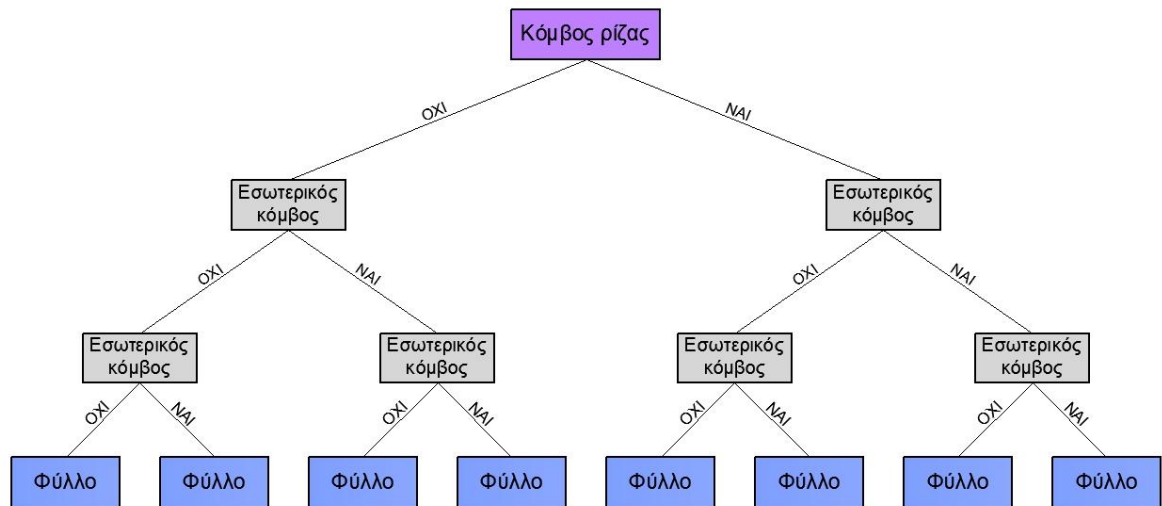 Κόμβος ρίζας
ΟΧΙ
ΝΑΙ
Εσωτερικός
κόμβος
Εσωτερικός
κόμβος
ΟΧΙ
ΝΑΙ
ΟΧΙ
ΝΑΙ
Εσωτερικός
κόμβος
Εσωτερικός
κόμβος
Εσωτερικός
κόμβος
Εσωτερικός
κόμβος
ΟΧΙ
ΝΑΙ
ΟΧΙ
ΝΑΙ
ΟΧΙ
ΝΑΙ
ΟΧΙ
ΝΑΙ
Φύλλο
Φύλλο
Φύλλο
Φύλλο
Φύλλο
Φύλλο
Φύλλο
Φύλλο